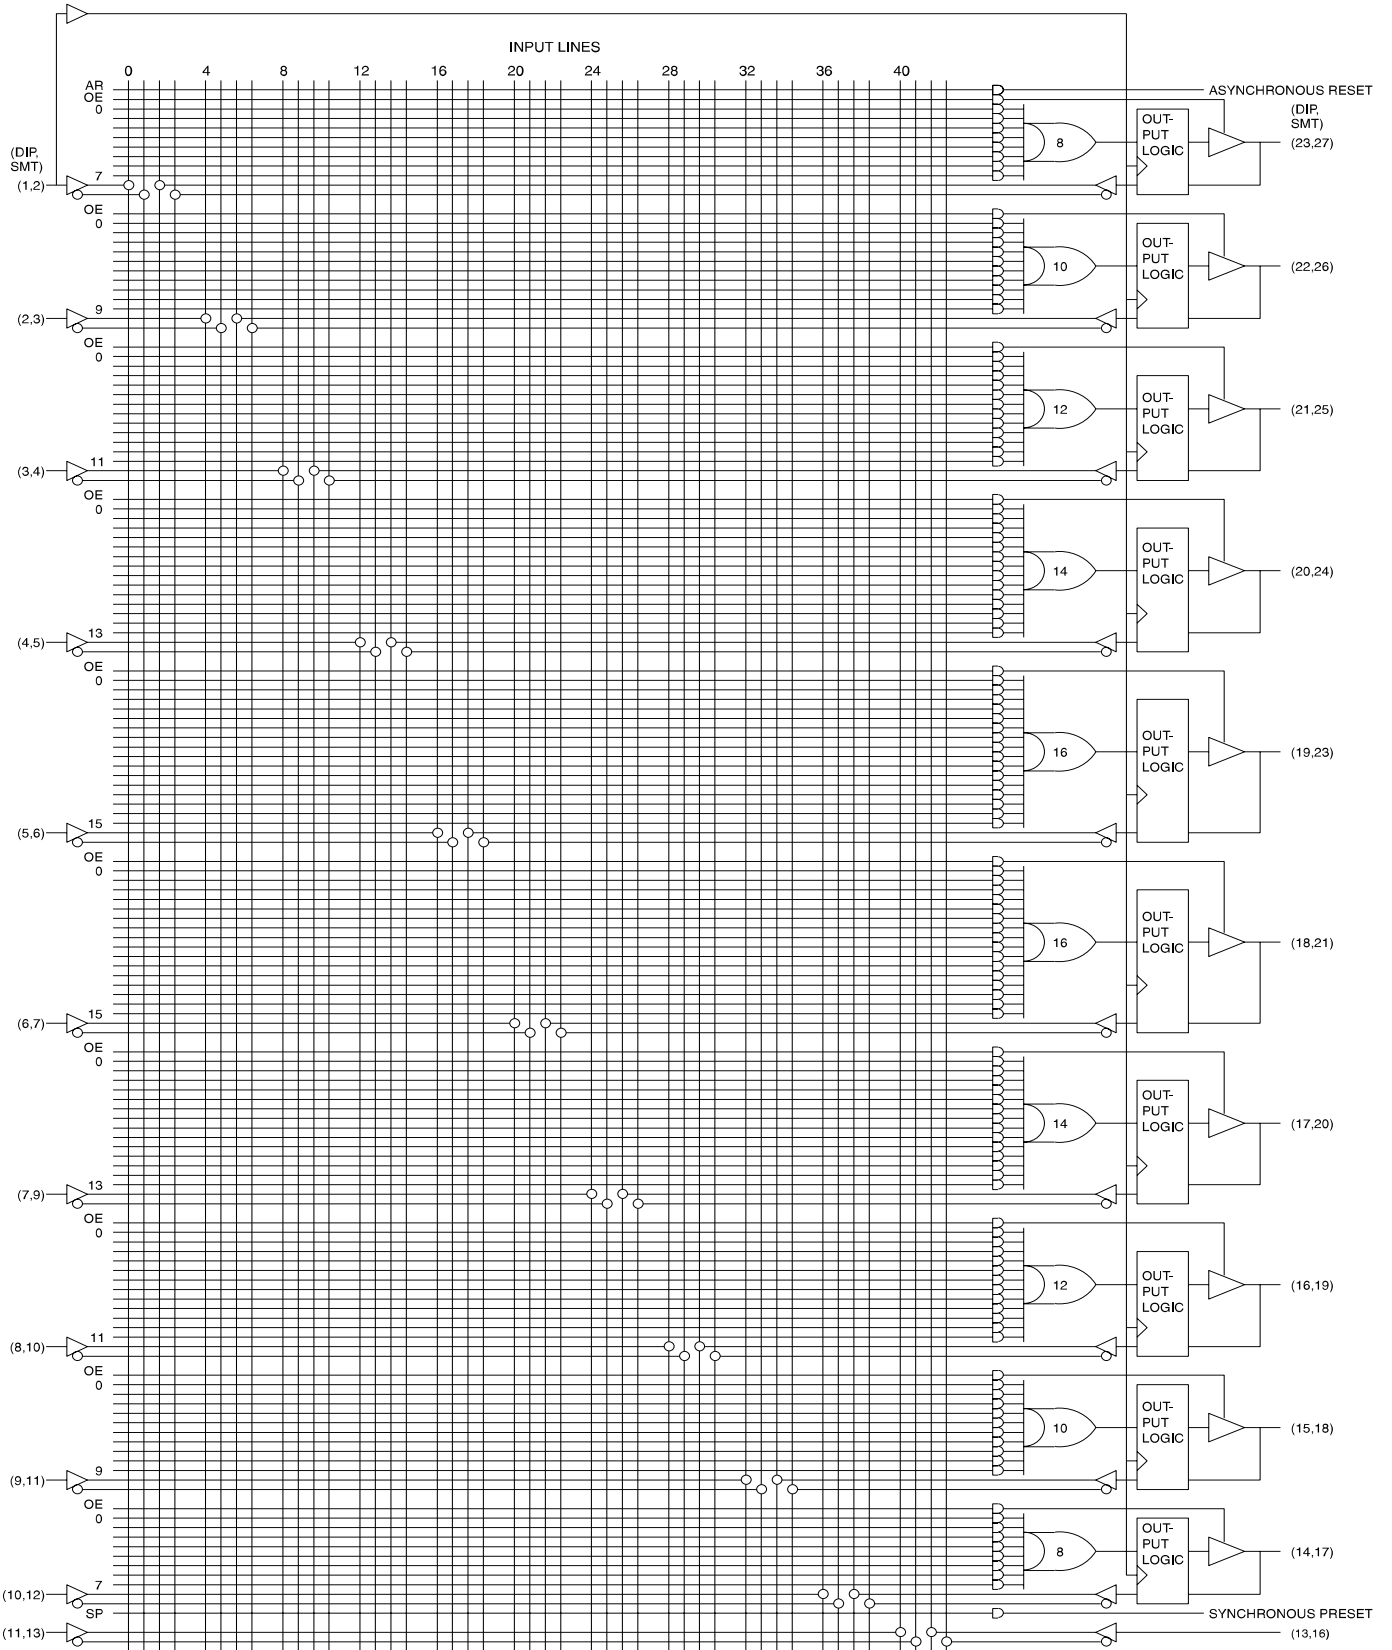 INPUT LINES
0 4 8 12 16 20 24 28 32 36 40
AR
ASYNCHRONOUS RESET
OE
0
(DIP,
SMT)
8
OUT-
PUT
LOGIC
(23,27)
(DIP,
SMT)
7
(1,2)
OE
0
10
OUT-
PUT
LOGIC
(22,26)
9
(2,3)
OE
0
12
OUT-
PUT
LOGIC
(21,25)
11
(3,4)
OE
0
14
OUT-
PUT
LOGIC
(20,24)
13
(4,5)
OE
0
16
OUT-
PUT
LOGIC
(19,23)
15
(5,6)
OE
0
16
OUT-
PUT
LOGIC
(18,21)
15
(6,7)
OE
0
14
OUT-
PUT
LOGIC
(17,20)
13
(7,9)
OE
0
12
OUT-
PUT
LOGIC
(16,19)
11
(8,10)
OE
0
10
OUT-
PUT
LOGIC
(15,18)
9
(9,11)
OE
0
8
OUT-
PUT
LOGIC
(14,17)
7
(10,12)
SP
SYNCHRONOUS PRESET
(11,13)
(13,16)